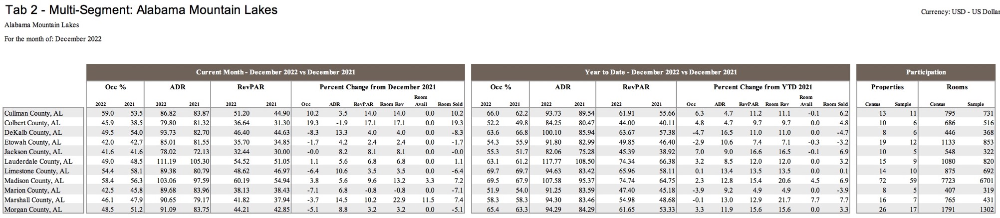 Tab 2 - Multi-Segment: Alabama Mountain Lakes
Currency: USD - US Dollar
Alabama Mountain Lakes
For the month of: December 2022
Current Month - December 2022 vs December 2021 Year to Date - December 2022 vs December 2021 Participation
Occ % ADR RevPAR Percent Change from December 2021 Occ % ADR RevPAR Percent Change from YTD 2021 Properties Rooms
Room Room
2022 2021 2022 2021 2022 2021 Occ ADR RevPAR Room Rev Avail Room Sold 2022 2021 2022 2021 2022 2021 Occ ADR RevPAR Room Rev Avail Room Sold Census Sample Census Sample
Cullman County, AL 59.0 53.5 86.82 83.87 51.20 44.90 10.2 3.5 14.0 14.0 0.0 10.2 66.0 62.2 93.73 89.54 61.91 55.66 6.3 4.7 11.2 11.1 -0.1 6.2 13 11 795 731
Colbert County, AL 45.9 38.5 79.80 81.32 36.64 31.30 19.3 -1.9 17.1 17.1 0.0 19.3 52.2 49.8 84.25 80.47 44.00 40.11 4.8 4.7 9.7 9.7 0.0 4.8 10 6 686 516
DeKalb County, AL 49.5 54.0 93.73 82.70 46.40 44.63 -8.3 13.3 4.0 4.0 0.0 -8.3 63.6 66.8 100.10 85.94 63.67 57.38 -4.7 16.5 11.0 11.0 0.0 -4.7 8 6 446 368
Etowah County, AL 42.0 42.7 85.01 81.55 35.70 34.85 -1.7 4.2 2.4 2.4 0.0 -1.7 54.3 55.9 91.80 82.99 49.85 46.40 -2.9 10.6 7.4 7.1 -0.3 -3.2 19 12 1133 853
Jackson County, AL 41.6 41.6 78.02 72.13 32.44 30.00 -0.0 8.2 8.1 8.1 0.0 -0.0 55.3 51.7 82.06 75.28 45.39 38.92 7.0 9.0 16.6 16.5 -0.1 6.9 10 5 548 322
Lauderdale County, AL 49.0 48.5 111.19 105.30 54.52 51.05 1.1 5.6 6.8 6.8 0.0 1.1 63.1 61.2 117.77 108.50 74.34 66.38 3.2 8.5 12.0 12.0 0.0 3.2 15 9 1080 820
Limestone County, AL 54.4 58.1 89.38 80.79 48.62 46.97 -6.4 10.6 3.5 3.5 0.0 -6.4 69.7 69.7 94.63 83.42 65.96 58.11 0.1 13.4 13.5 13.5 0.0 0.1 14 10 875 692
Madison County, AL 58.4 56.3 103.06 97.59 60.19 54.94 3.8 5.6 9.6 13.2 3.3 7.2 69.5 67.9 107.58 95.37 74.74 64.75 2.3 12.8 15.4 20.6 4.5 6.9 72 59 7723 6701
Marion County, AL 42.5 45.8 89.68 83.96 38.13 38.43 -7.1 6.8 -0.8 -0.8 0.0 -7.1 51.9 54.0 91.25 83.59 47.40 45.18 -3.9 9.2 4.9 4.9 0.0 -3.9 8 5 407 319
Marshall County, AL 46.1 47.9 90.65 79.17 41.82 37.94 -3.7 14.5 10.2 22.9 11.5 7.4 58.3 58.3 94.30 83.46 54.98 48.68 -0.1 13.0 12.9 21.7 7.7 7.7 16 7 765 431
Morgan County, AL 48.5 51.2 91.09 83.75 44.21 42.85 -5.1 8.8 3.2 3.2 0.0 -5.1 65.4 63.3 94.29 84.29 61.65 53.33 3.3 11.9 15.6 15.6 0.0 3.3 26 17 1791 1302